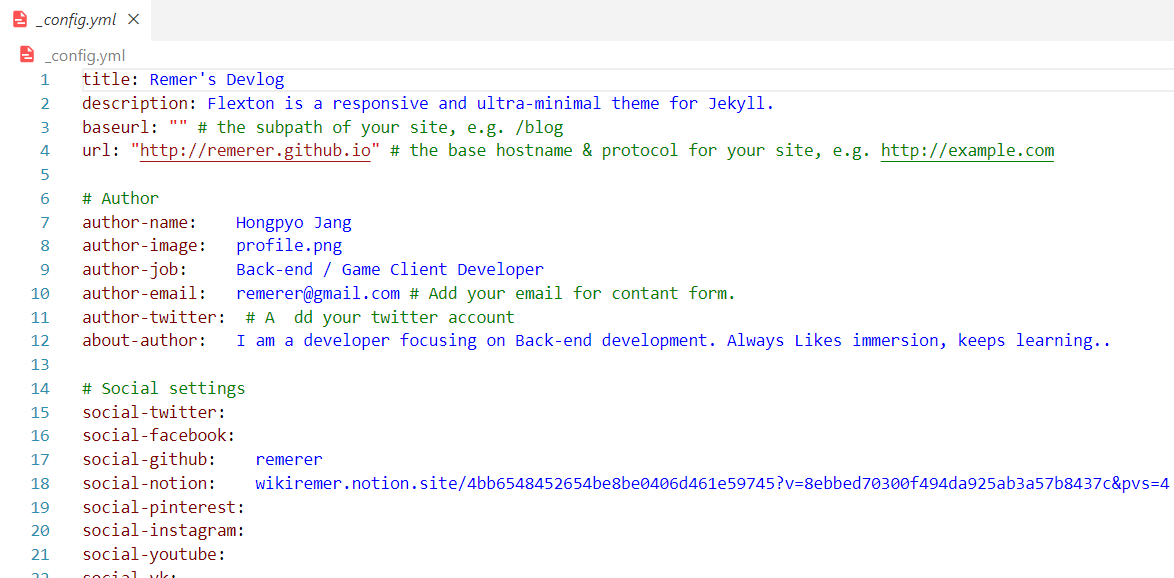 _config.yml
_config.yml
1 title: Remer's Devlog
2 description: Flexton is a responsive and ultra-minimal theme for Jekyll.
3 baseurl: "" # the subpath of your site, e.g. /blog
4 url: "http://remerer.github.io" # the base hostname & protocol for your site, e.g. http://example.com
5
6 # Author
7 author-name: Hongpyo Jang
8 author-image: profile.png
9 author-job: Back-end / Game Client Developer
10 author-email: remerer@gmail.com # Add your email for contant form.
11 author-twitter: # A dd your twitter account
12 about-author: I am a developer focusing on Back-end development. Always Likes immersion, keeps learning..
13
14 # Social settings
15 social-twitter:
16 social-facebook:
17 social-github: remerer
18 social-notion: wikiremer.notion.site/4bb6548452654be8be0406d461e59745?v=8ebbed70300f494da925ab3a57b8437c&pvs=4
19 social-pinterest:
20 social-instagram:
21 social-youtube:
22 social-vk: